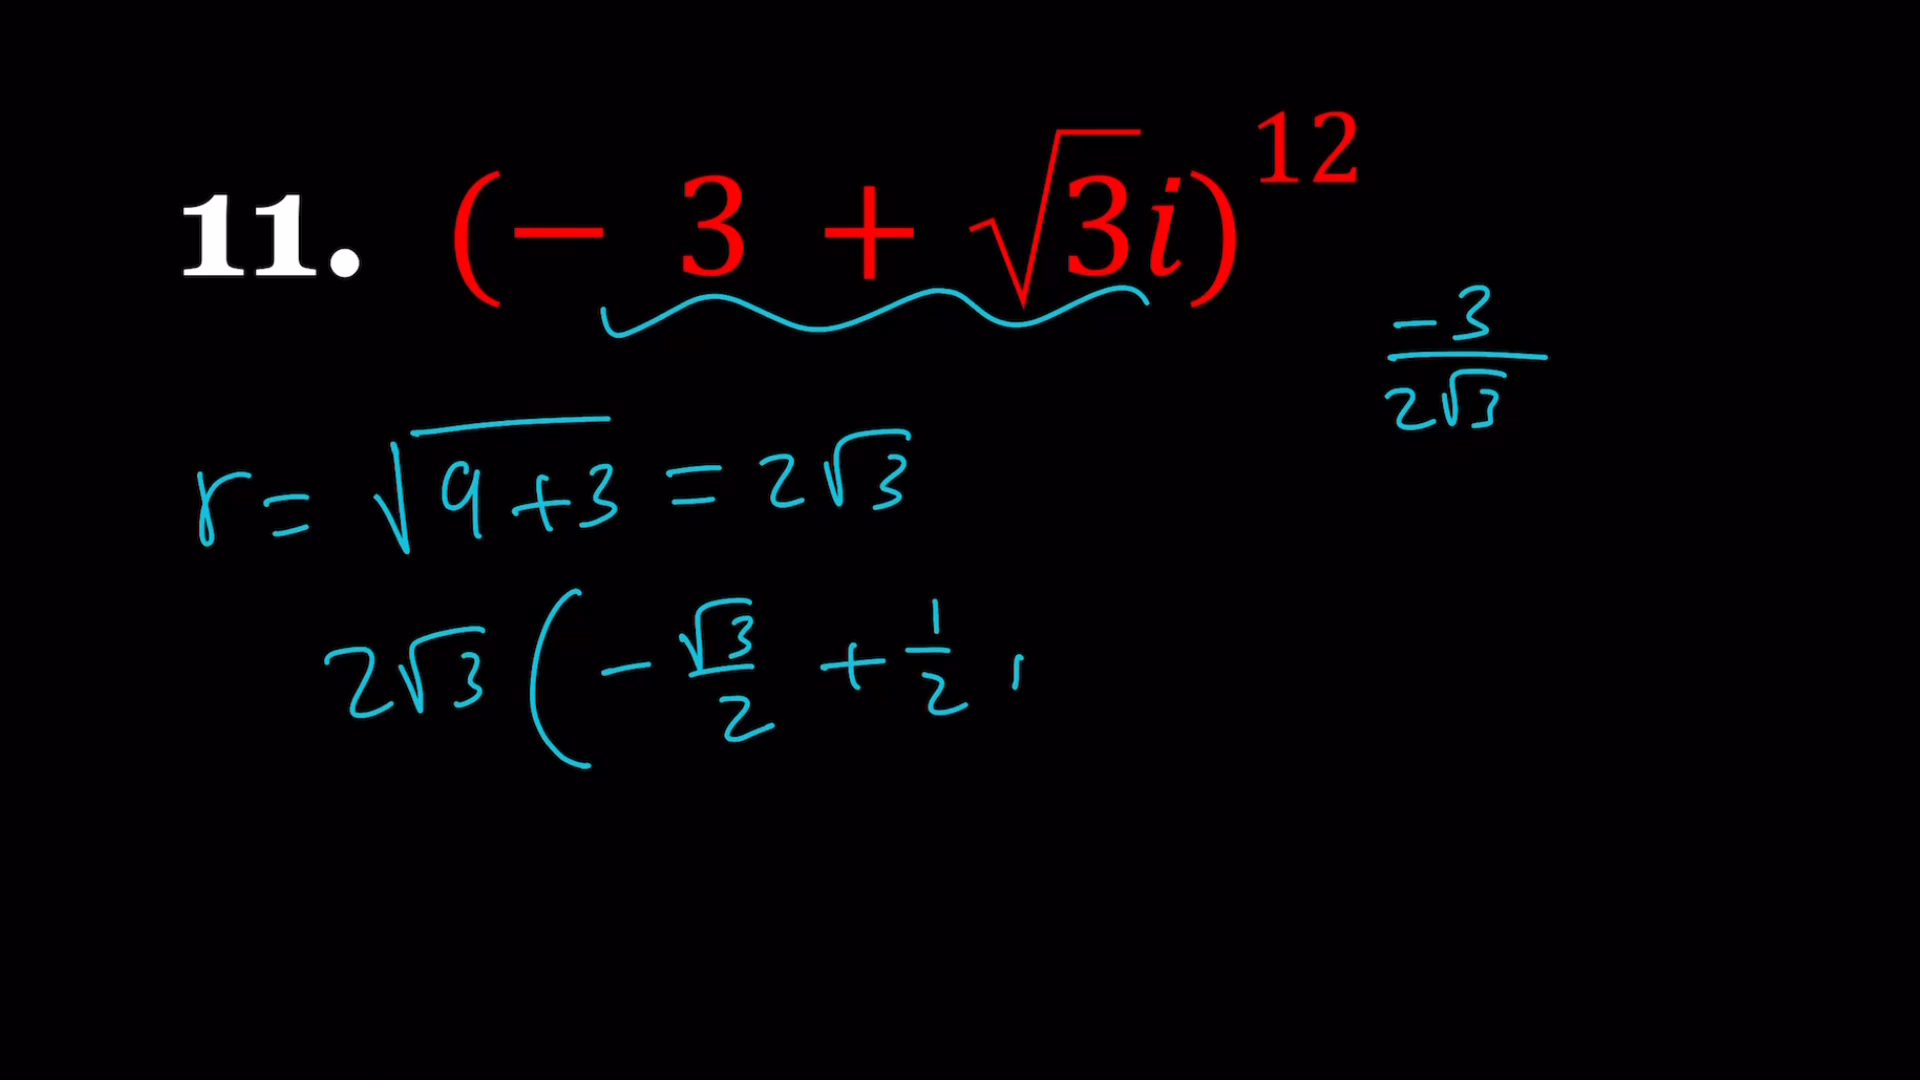 11. (− 3 + √3i)^12
−3/2√3
r = √9+3 = 2√3
2√3 ( − √3/2 + 1/2 ı